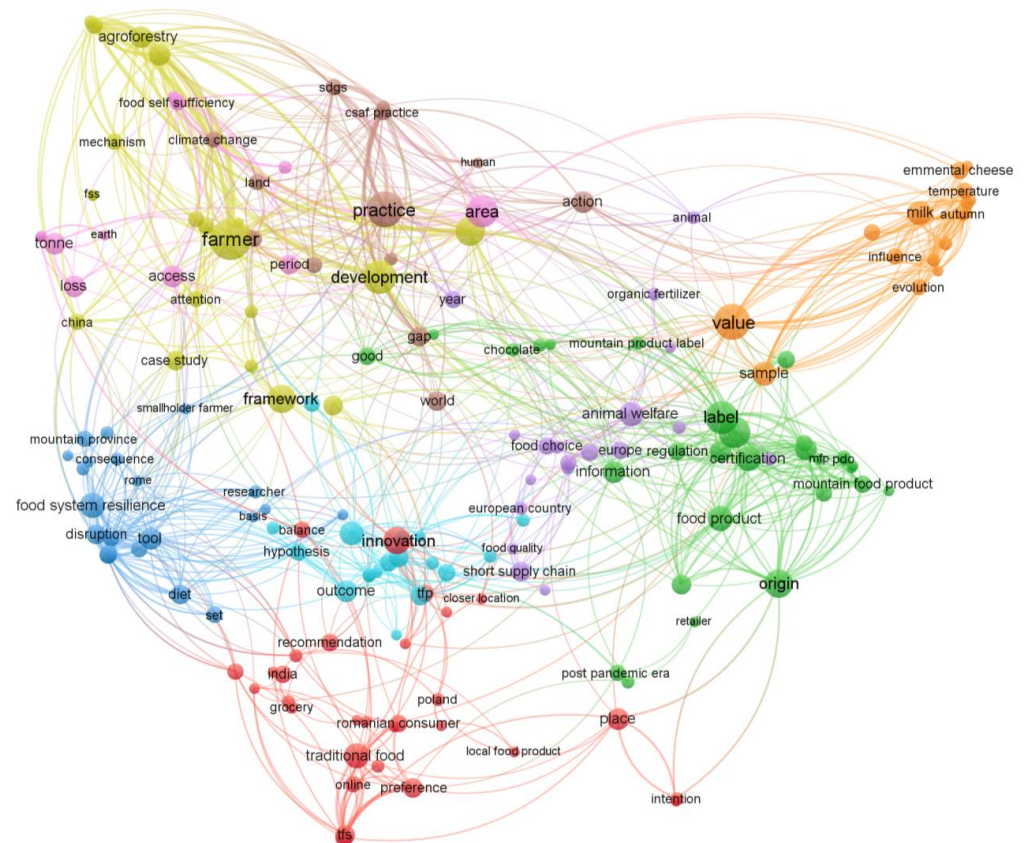 agroforestry
sdgs
food self sufficiency
csaf practice
mechanism
climate change
human
emmental cheese
land
temperature
fss
action
practice
area
milk
autumn
animal
earth
farmer
tonne
influence
period
access
development
loss
evolution
attention
year
organic fertilizer
china
value
gap
mountain product label
good
chocolate
case study
sample
framework
world
smallholder farmer
animal welfare
label
mountain province
food choice
europe
regulation
certification
mfp pdo
consequence
information
rome
mountain food product
researcher
food system resilience
european country
basis
food product
balance
disruption
tool
innovation
hypothesis
food quality
short supply chain
origin
outcome
tfp
closer location
diet
set
retailer
recommendation
india
post pandemic era
poland
grocery
romanian consumer
place
local food product
traditional food
online
preference
intention
tfs